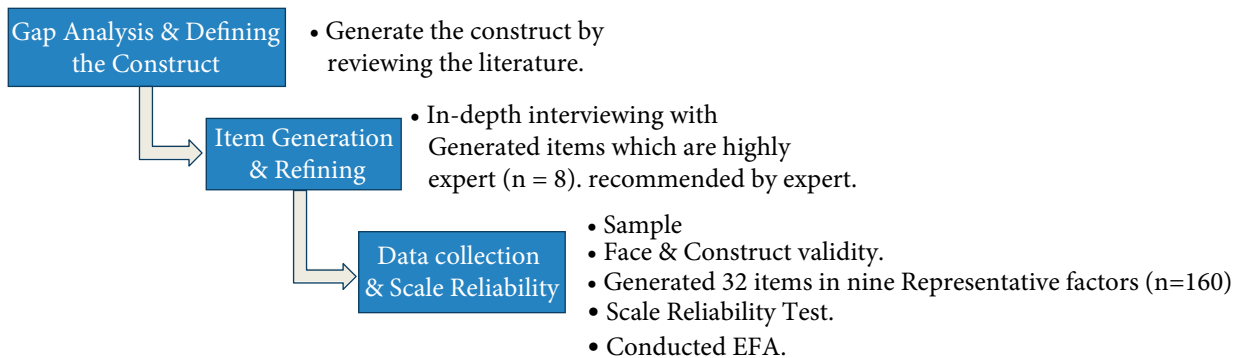 Gap Analysis & Defining
the Construct
• Generate the construct by
reviewing the literature.
Item Generation
& Refining
• In-depth interviewing with
Generated items which are highly
expert (n = 8). recommended by expert.
Data collection
& Scale Reliability
• Sample
• Face & Construct validity.
• Generated 32 items in nine Representative factors (n=160)
• Scale Reliability Test.
• Conducted EFA.